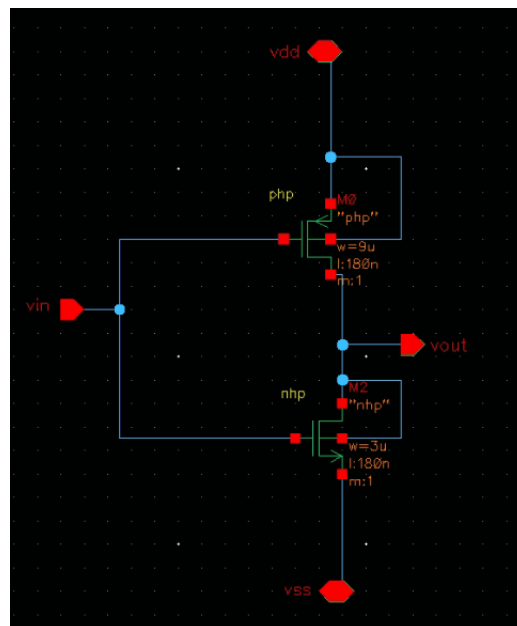 vdd
php
M0
"php"
w=9u
l:180n
m:1
vin
vout
nhp
M2
"nhp"
w=3u
l:180n
m:1
vss